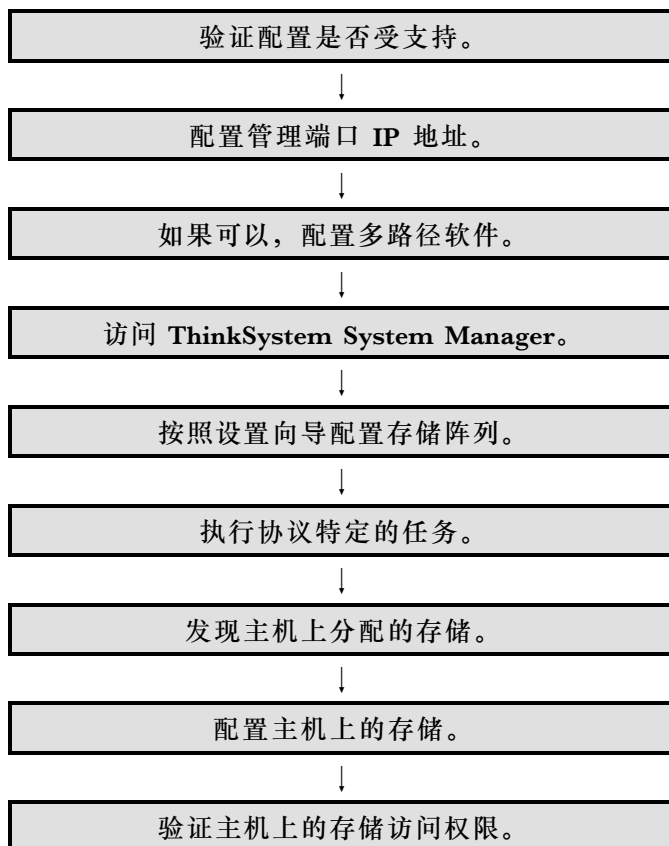 验证配置是否受支持。
配置管理端口 IP 地址。
如果可以，配置多路径软件。
访问 ThinkSystem System Manager。
按照设置向导配置存储阵列。
执行协议特定的任务。
发现主机上分配的存储。
配置主机上的存储。
验证主机上的存储访问权限。